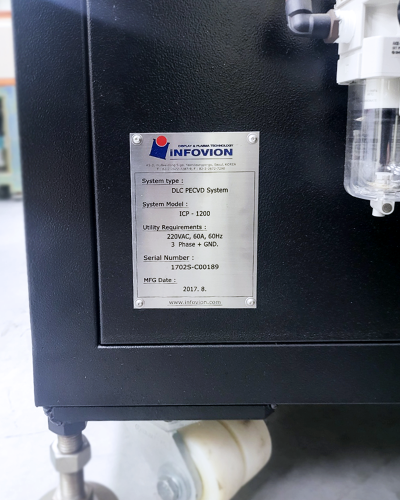 DISPLAY & PLASMA TECHNOLOGY
INFOVION
System type :
DLC PECVD System
System Model :
ICP - 1200
Utility Requirements :
220VAC, 60A, 60Hz
3 Phase + GND.
Serial Number :
1702S-C00189
MFG Date :
2017. 8.
www.infovion.com